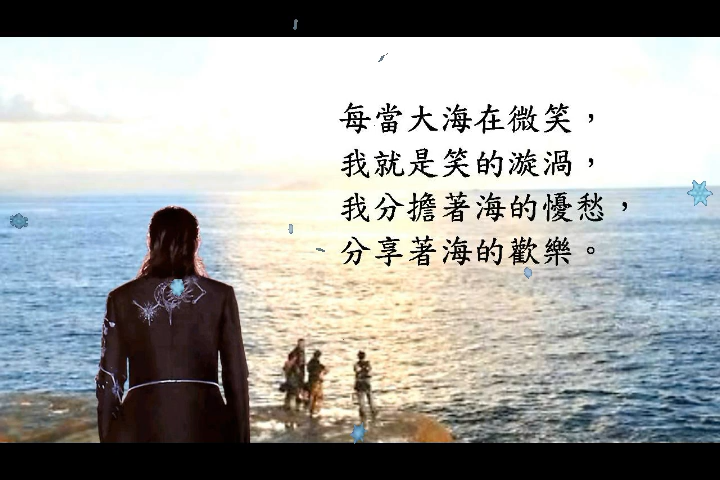 每當大海在微笑，
我就是笑的漩渦，
我分擔著海的憂愁，
分享著海的歡樂。